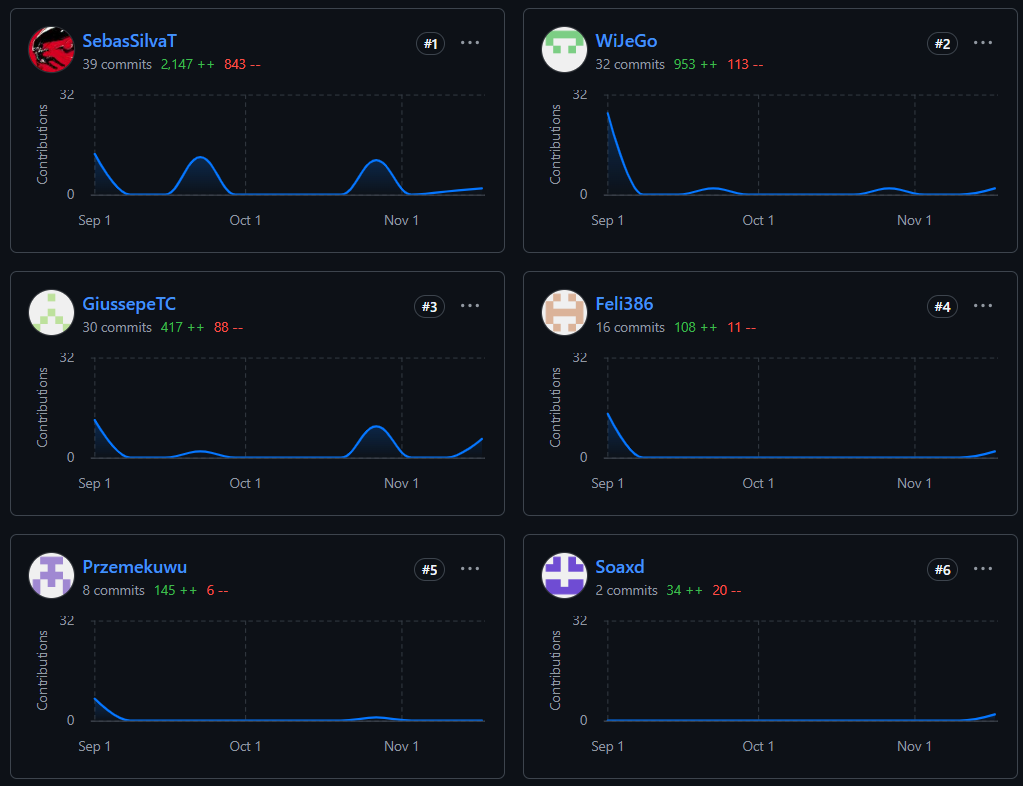 SebasSilvaT #1 ...
39 commits 2,147 ++ 843 --
32
Contributions
0
Sep 1 Oct 1 Nov 1
WiJeGo #2 ...
32 commits 953 ++ 113 --
32
Contributions
0
Sep 1 Oct 1 Nov 1
GiussepeTC #3 ...
30 commits 417 ++ 88 --
32
Contributions
0
Sep 1 Oct 1 Nov 1
Feli386 #4 ...
16 commits 108 ++ 11 --
32
Contributions
0
Sep 1 Oct 1 Nov 1
Przemekuwu #5 ...
8 commits 145 ++ 6 --
32
Contributions
0
Sep 1 Oct 1 Nov 1
Soaxd #6 ...
2 commits 34 ++ 20 --
32
Contributions
0
Sep 1 Oct 1 Nov 1